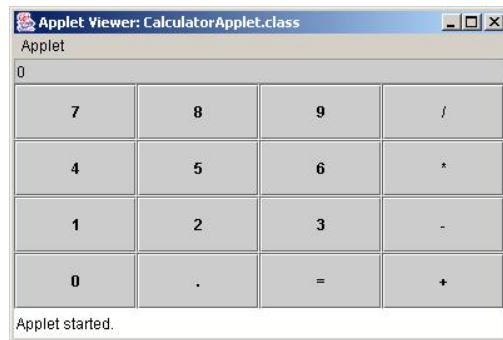 Applet Viewer: CalculatorApplet.class
Applet
0
7 8 9 /
4 5 6 *
1 2 3 -
0 . = +
Applet started.